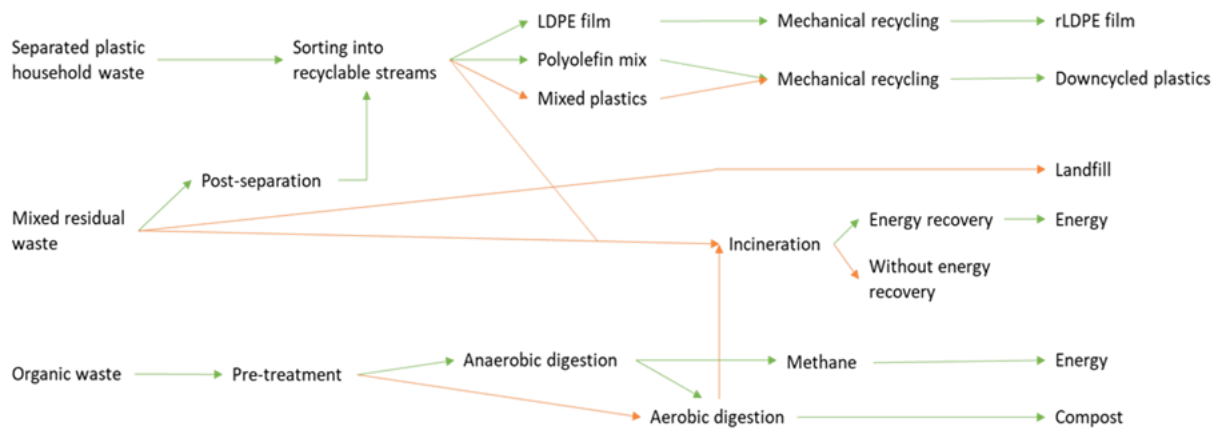 LDPE film
Mechanical recycling
rLDPE film
Separated plastic
household waste
Sorting into
recyclable streams
Polyolefin mix
Mechanical recycling
Downcycled plastics
Mixed plastics
Landfill
Post-separation
Mixed residual
waste
Energy recovery
Energy
Incineration
Without energy
recovery
Organic waste
Pre-treatment
Anaerobic digestion
Methane
Energy
Aerobic digestion
Compost